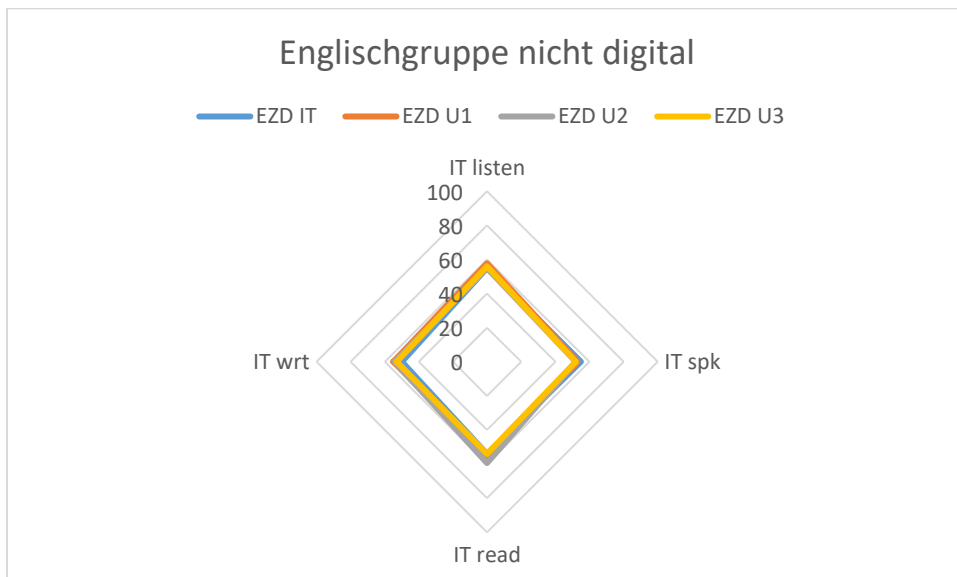 Englischgruppe nicht digital
EZD IT EZD U1 EZD U2 EZD U3
IT listen
100
80
60
40
20
0
IT wrt
IT spk
IT read